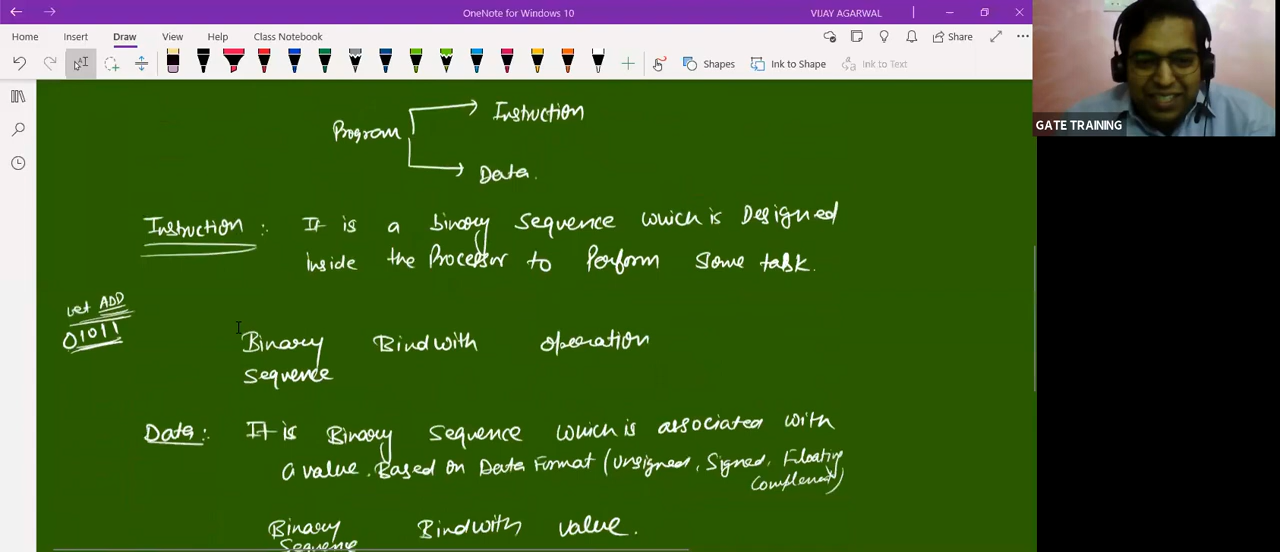 OneNote for Windows 10
VIJAY AGARWAL
Home Insert Draw View Help Class Notebook
Share
Shapes Ink to Shape Ink to Text
GATE TRAINING
Program
Instruction
Data.
Instruction : It is a binary sequence which is Designed
inside the Processor to Perform some task.
let ADD
01011
Binary Bind with operation
sequence
Data: It is Binary sequence which is associated with
a value. Based on Data Format (Unsigned, Signed, Floating
Complement)
Binary Bind with value.
Sequence